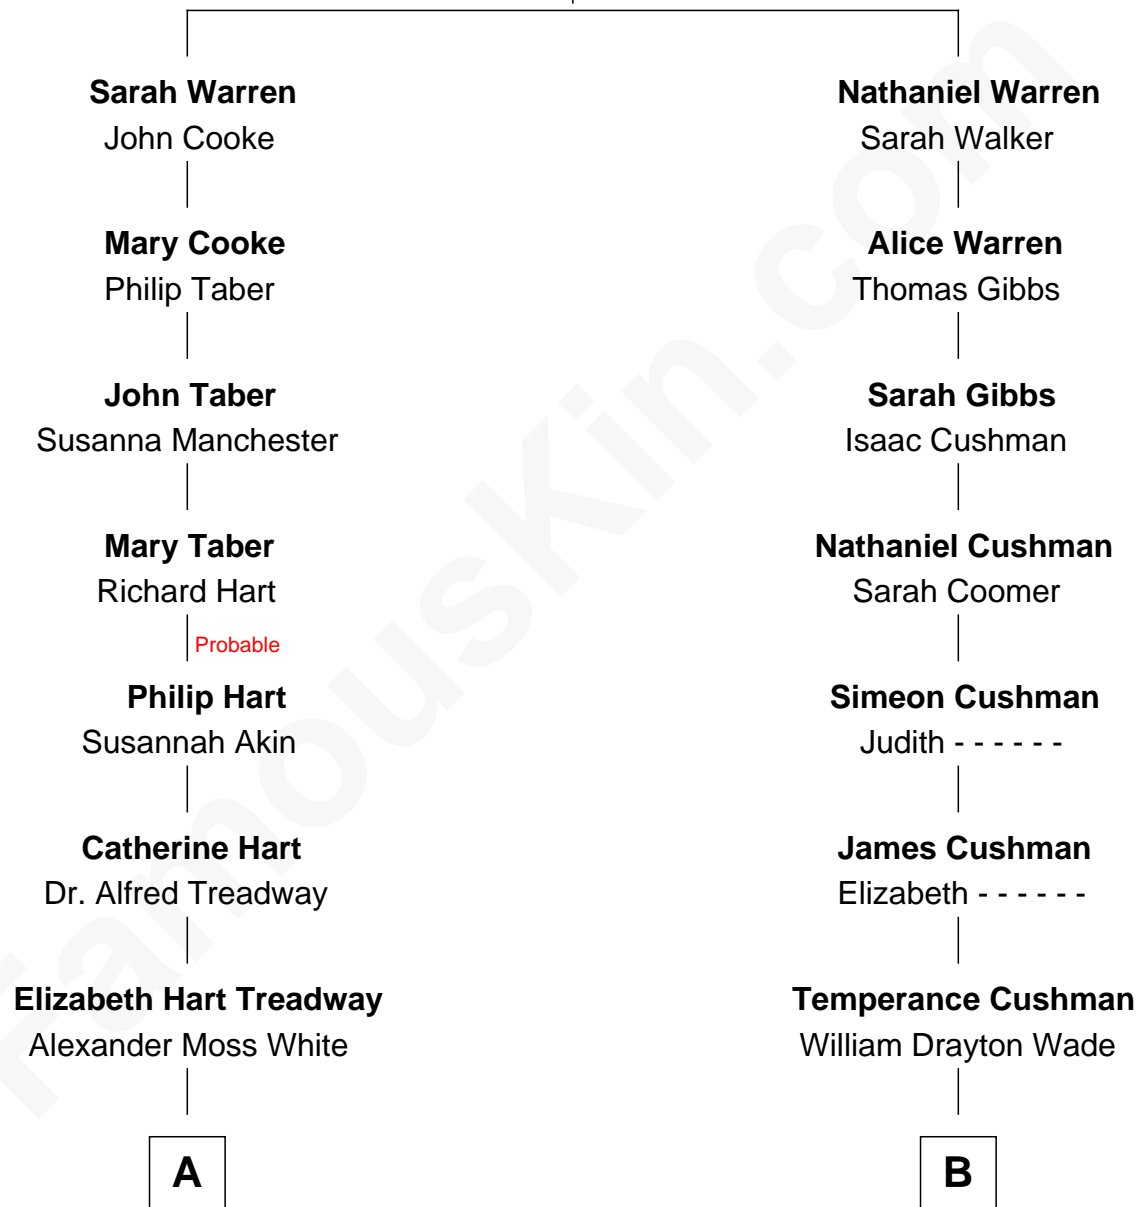 Sarah Warren
John Cooke
Mary Cooke
Philip Taber
John Taber
Susanna Manchester
Mary Taber
Richard Hart
Probable
Philip Hart
Susannah Akin
Catherine Hart
Dr. Alfred Treadway
Elizabeth Hart Treadway
Alexander Moss White
A
Nathaniel Warren
Sarah Walker
Alice Warren
Thomas Gibbs
Sarah Gibbs
Isaac Cushman
Nathaniel Cushman
Sarah Coomer
Simeon Cushman
Judith - - - - - -
James Cushman
Elizabeth - - - - - -
Temperance Cushman
William Drayton Wade
B
FamousKin.com